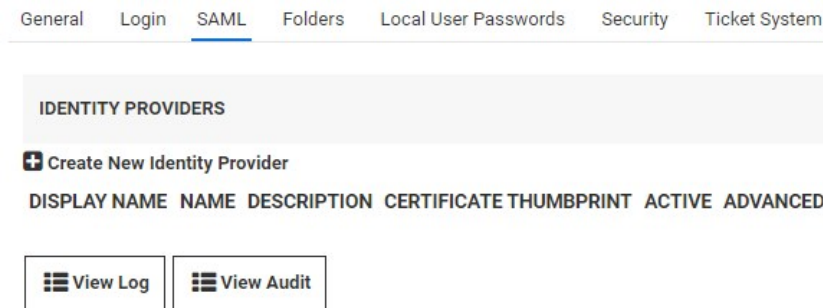 General Login SAML Folders Local User Passwords Security Ticket System
IDENTITY PROVIDERS
Create New Identity Provider
DISPLAY NAME NAME DESCRIPTION CERTIFICATE THUMBPRINT ACTIVE ADVANCED
View Log View Audit